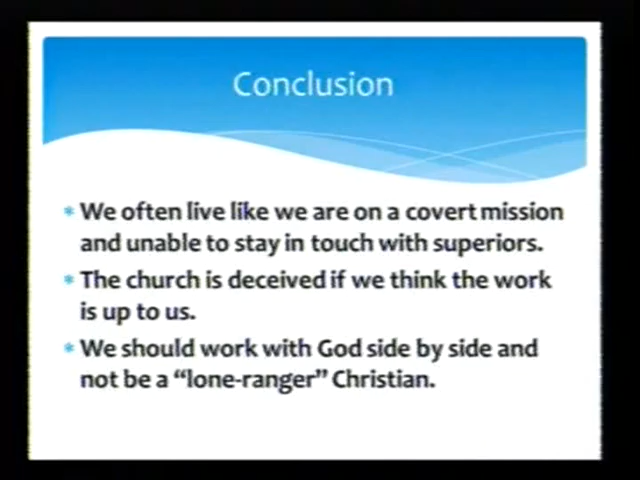 Conclusion
* We often live like we are on a covert mission
and unable to stay in touch with superiors.
* The church is deceived if we think the work
is up to us.
* We should work with God side by side and
not be a “lone-ranger” Christian.